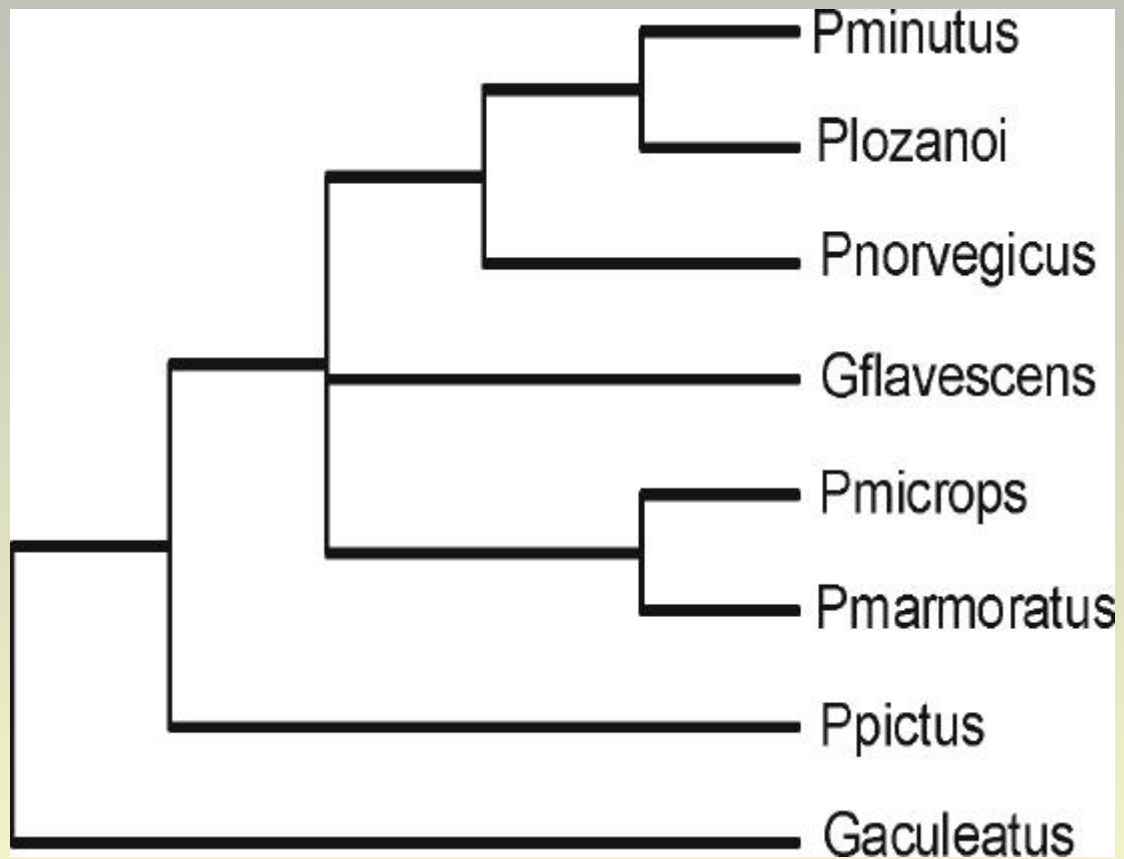 Pminutus
Plozanoi
Pnorvegicus
Gflavescens
Pmicrops
Pmarmoratus
Ppictus
Gaculeatus